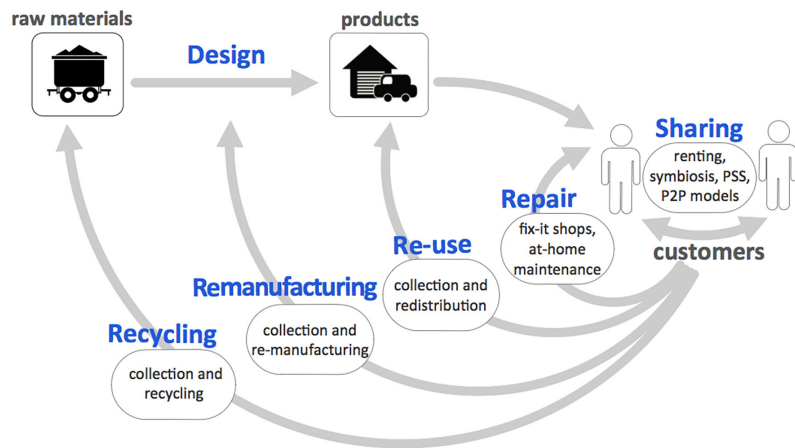 raw materials
products
Design
Sharing
renting,
symbiosis, PSS,
P2P models
Repair
fix-it shops,
at-home
maintenance
customers
Re-use
collection and
redistribution
Remanufacturing
collection and
re-manufacturing
Recycling
collection and
recycling